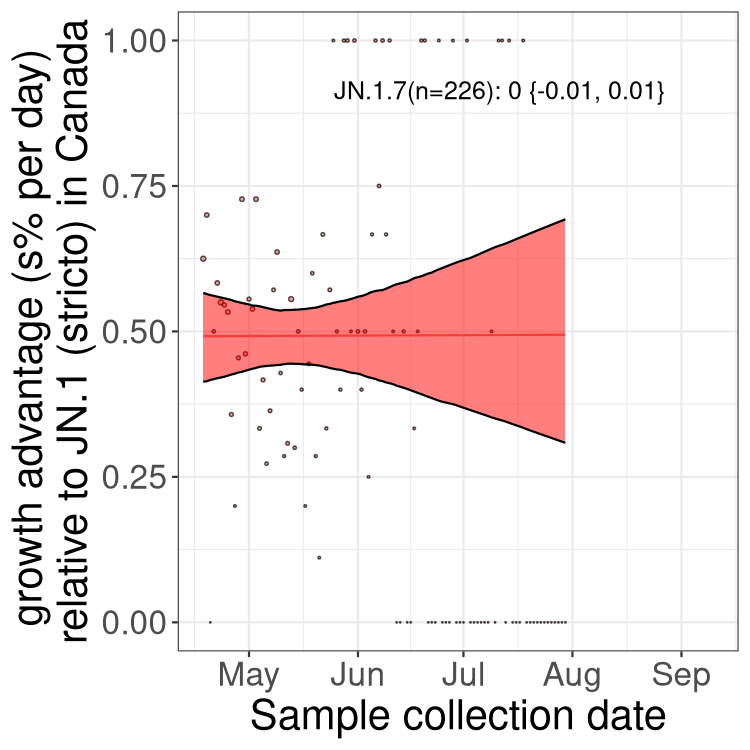 growth advantage (s% per day)
relative to JN.1 (stricto) in Canada
1.00
0.75
0.50
0.25
0.00
JN.1.7(n=226): 0 {-0.01, 0.01}
May Jun Jul Aug Sep
Sample collection date